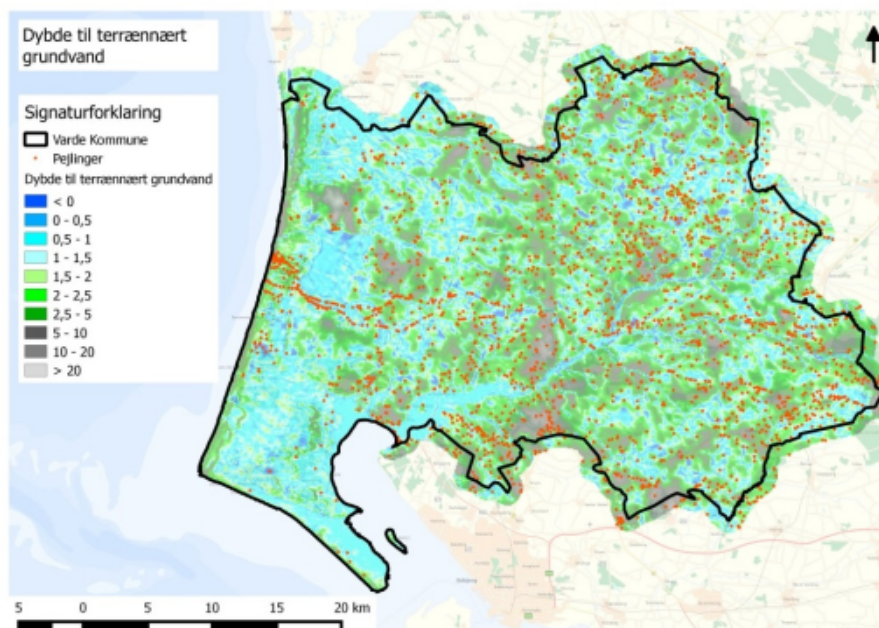 Dybde til terrænnært
grundvand
Signaturforklaring
Varde Kommune
Pejlinger
Dybde til terrænnært grundvand
< 0
0 - 0,5
0,5 - 1
1 - 1,5
1,5 - 2
2 - 2,5
2,5 - 5
5 - 10
10 - 20
> 20
5 0 5 10 15 20 km